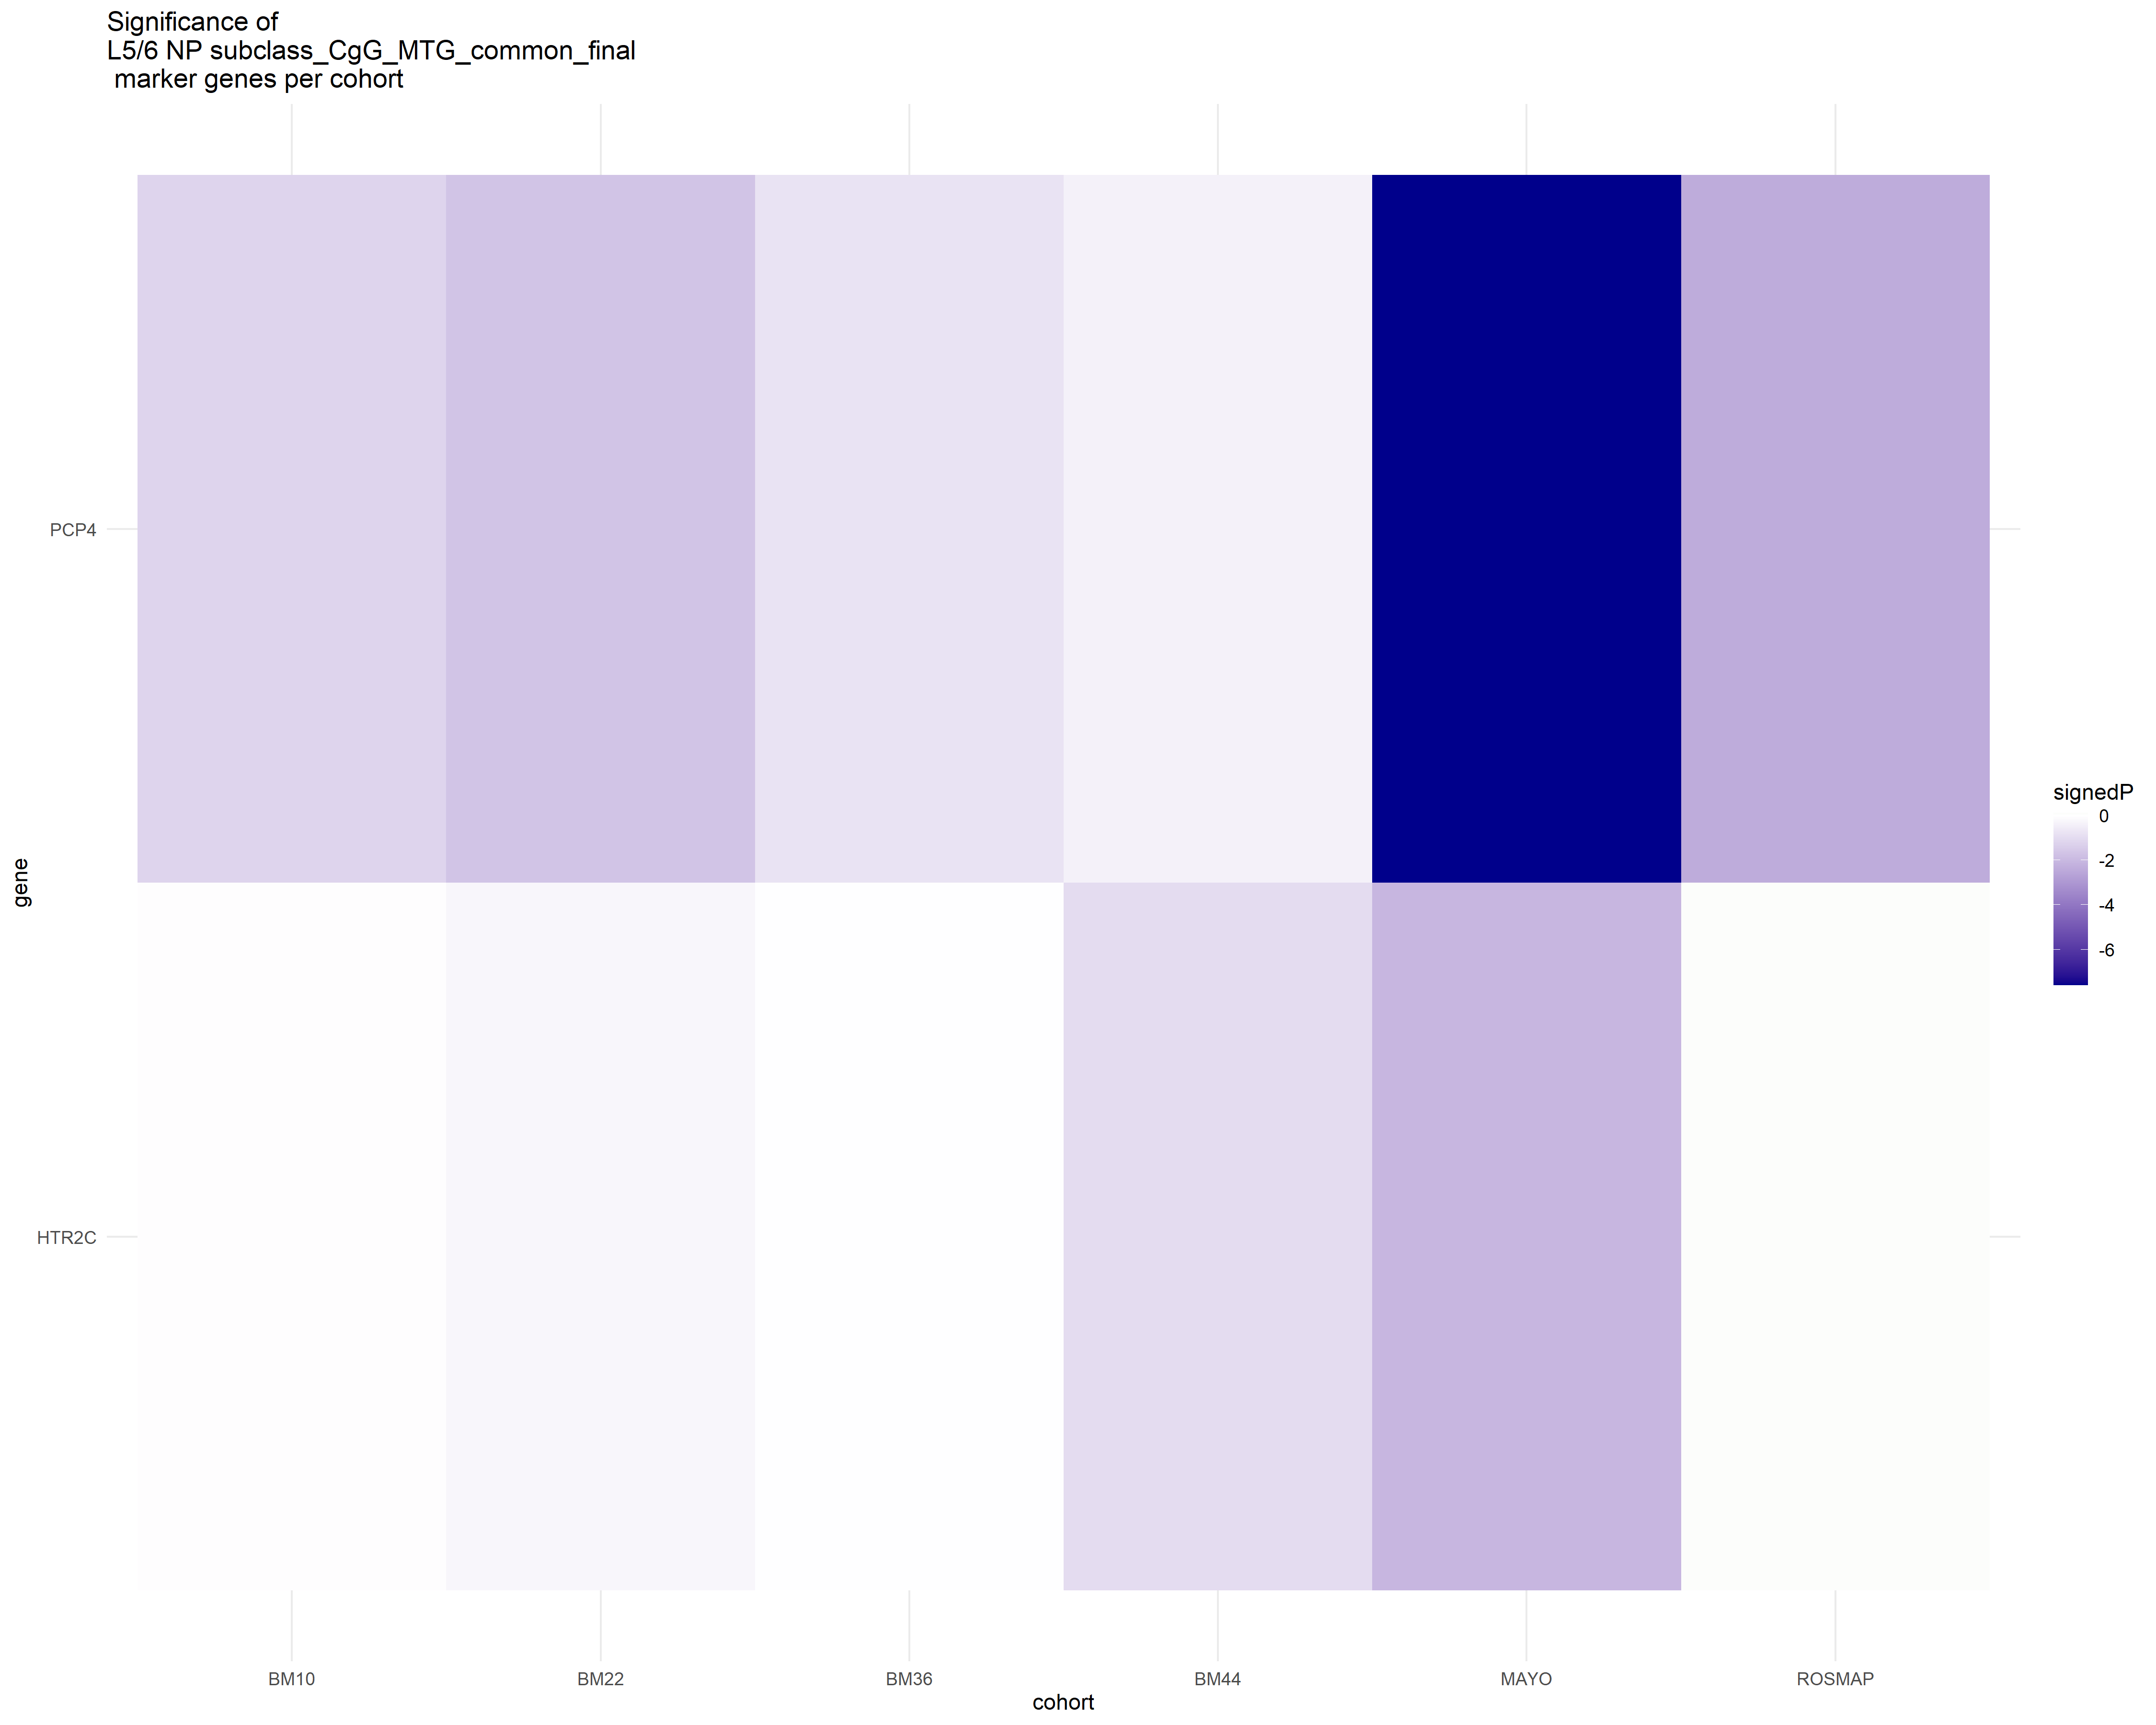 Significance of
L5/6 NP subclass_CgG_MTG_common_final
marker genes per cohort
gene
PCP4
HTR2C
BM10
BM22
BM36
BM44
MAYO
ROSMAP
cohort
signedP
0
-2
-4
-6